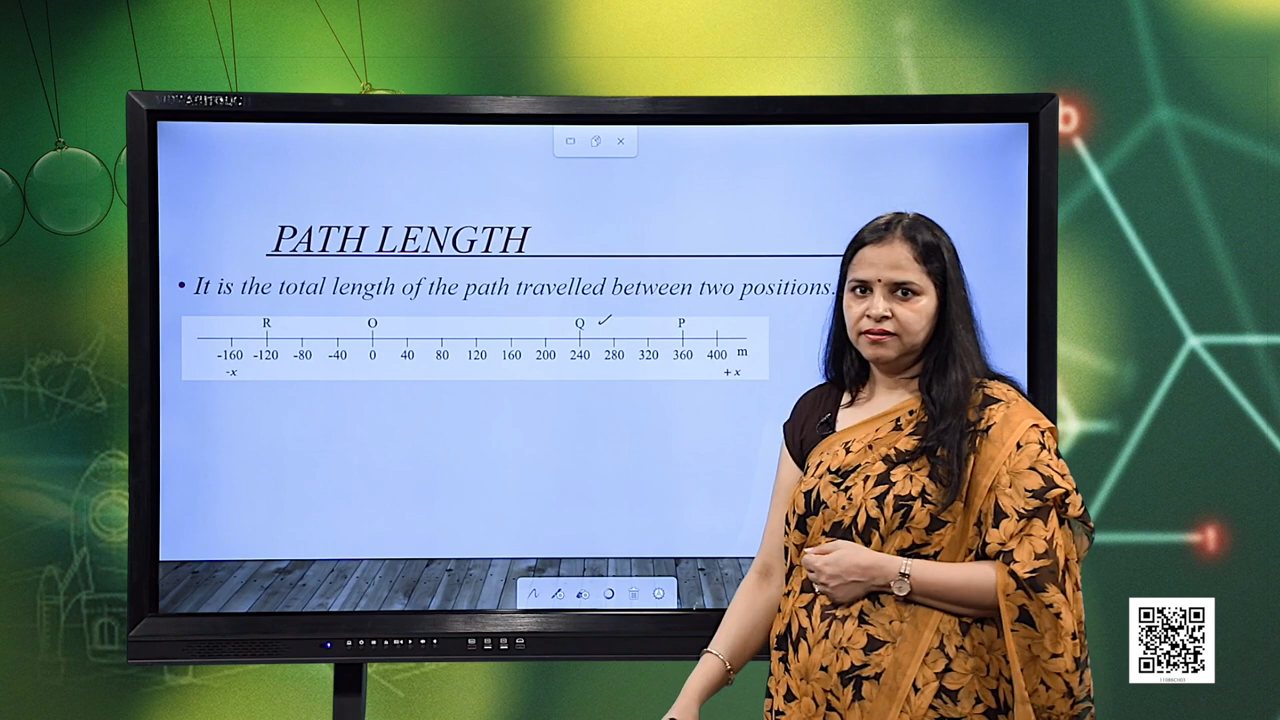 PATH LENGTH
• It is the total length of the path travelled between two positions.
R O Q P
-160 -120 -80 -40 0 40 80 120 160 200 240 280 320 360 400 m
-x +x